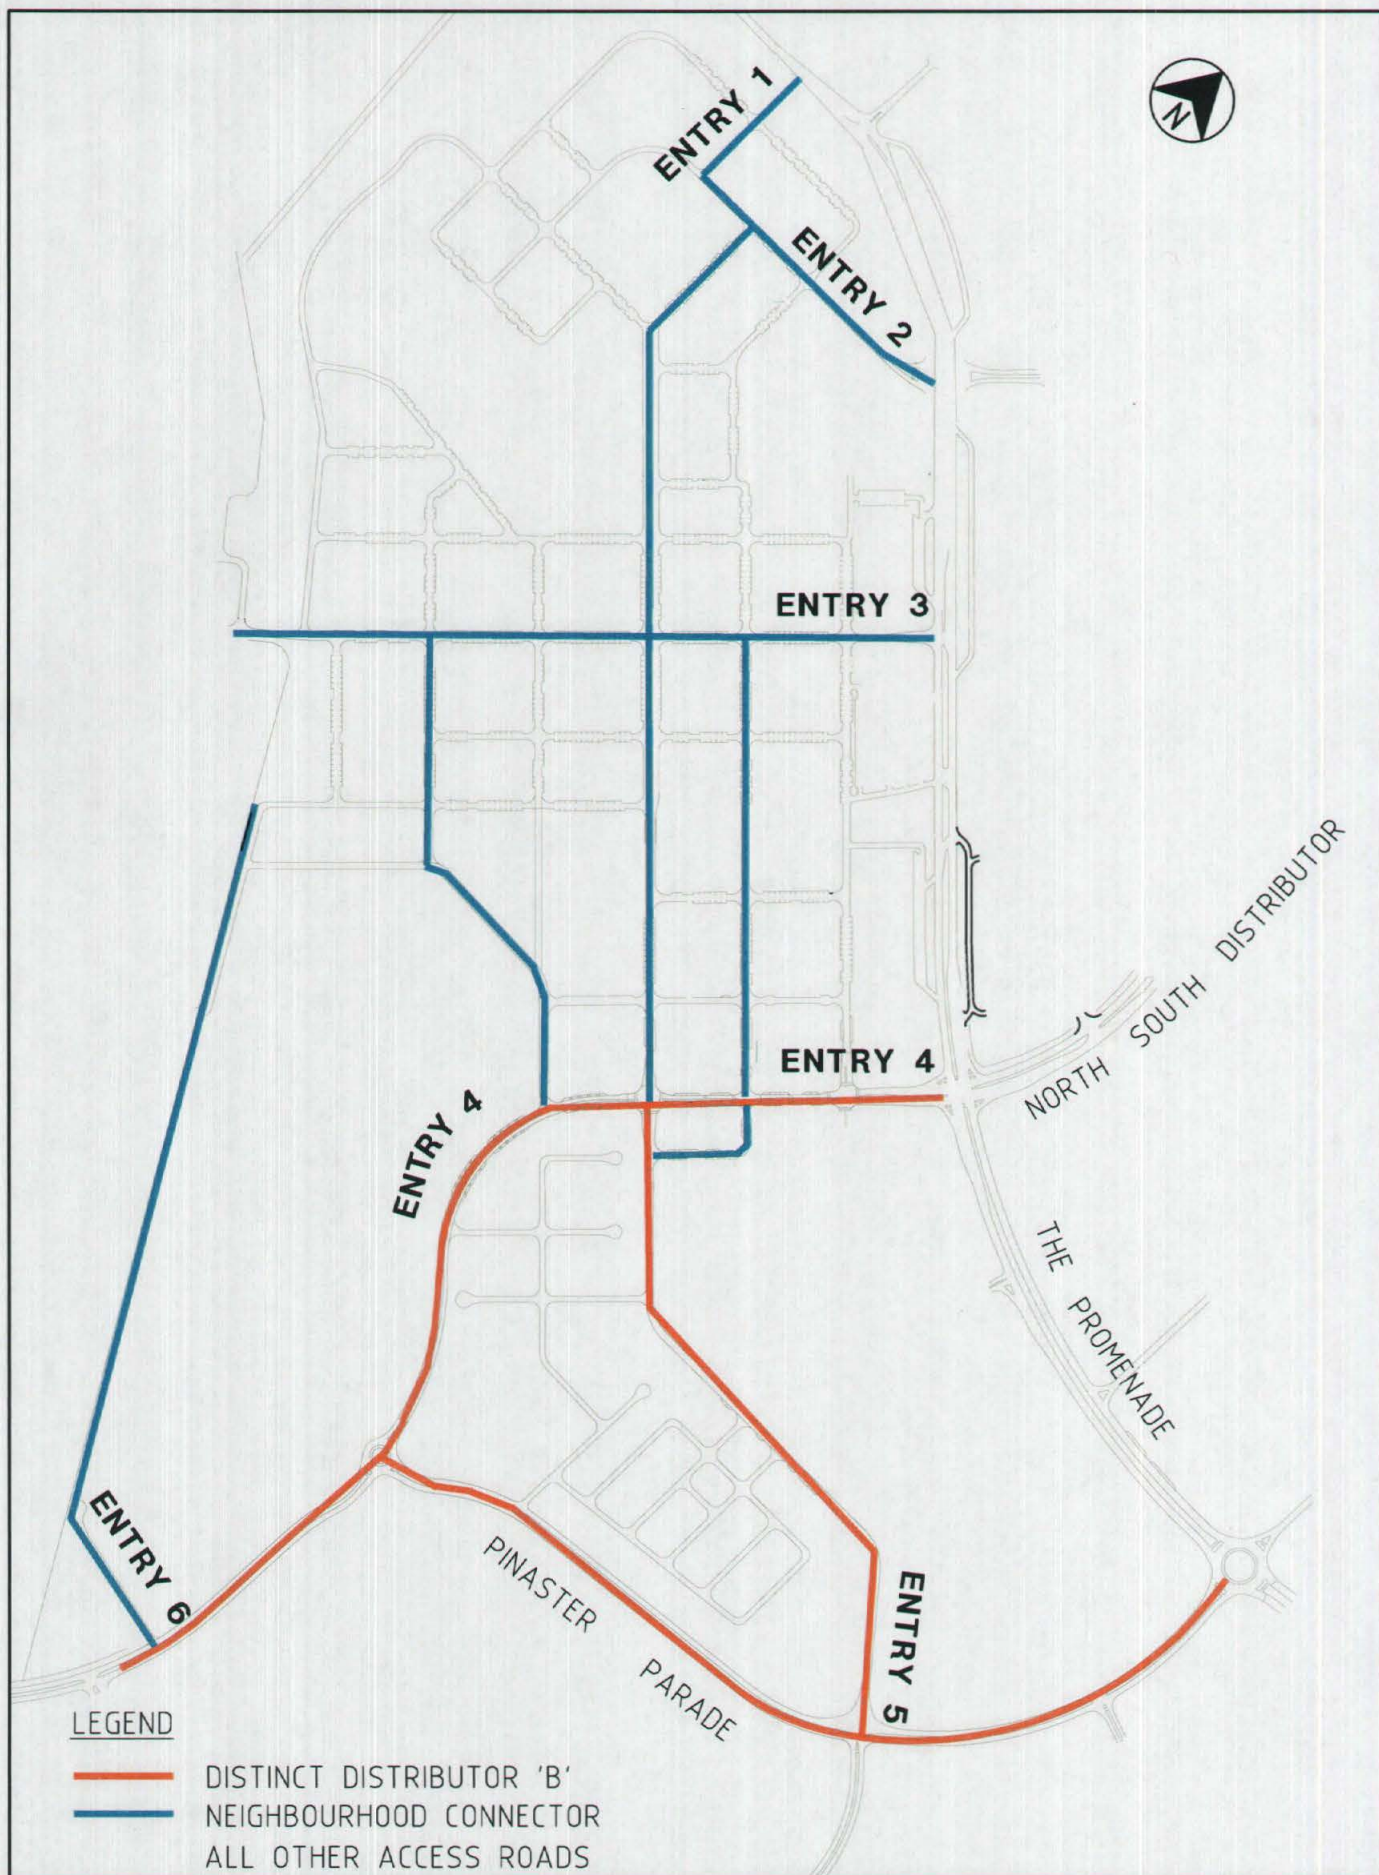 ENTRY 1
N
ENTRY 2
ENTRY 3
NORTH SOUTH DISTRIBUTOR
ENTRY 4
ENTRY 4
THE PROMENADE
ENTRY 6
PINASTER PARADE
ENTRY 5
LEGEND
DISTINCT DISTRIBUTOR 'B'
NEIGHBOURHOOD CONNECTOR
ALL OTHER ACCESS ROADS